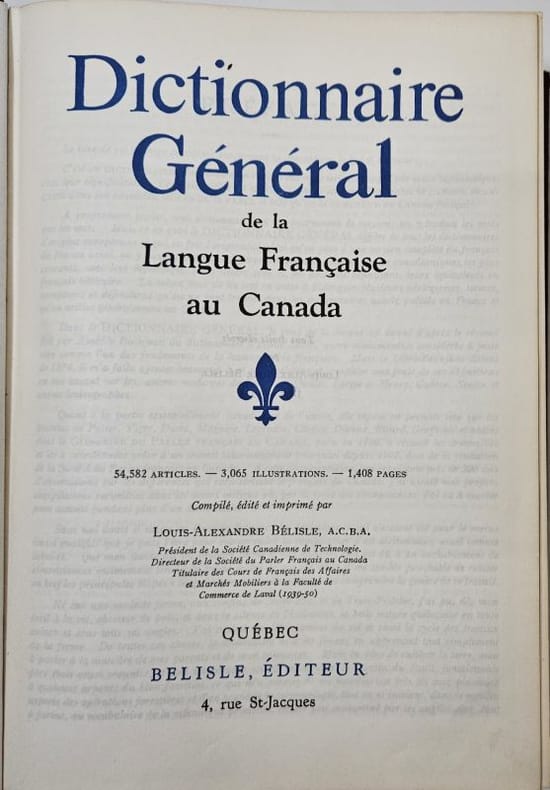 Dictionnaire
Général
de la
Langue Française
au Canada
54,582 ARTICLES. — 3,065 ILLUSTRATIONS. — 1,408 PAGES
Compilé, édité et imprimé par
LOUIS-ALEXANDRE BÉLISLE, A.C.B.A.
Président de la Société Canadienne de Technologie.
Directeur de la Société du Parler Français au Canada
Titulaire des Cours de Français des Affaires
et Marchés Mobiliers à la Faculté de
Commerce de Laval (1939-50)
QUÉBEC
BELISLE, ÉDITEUR
4, rue St-Jacques